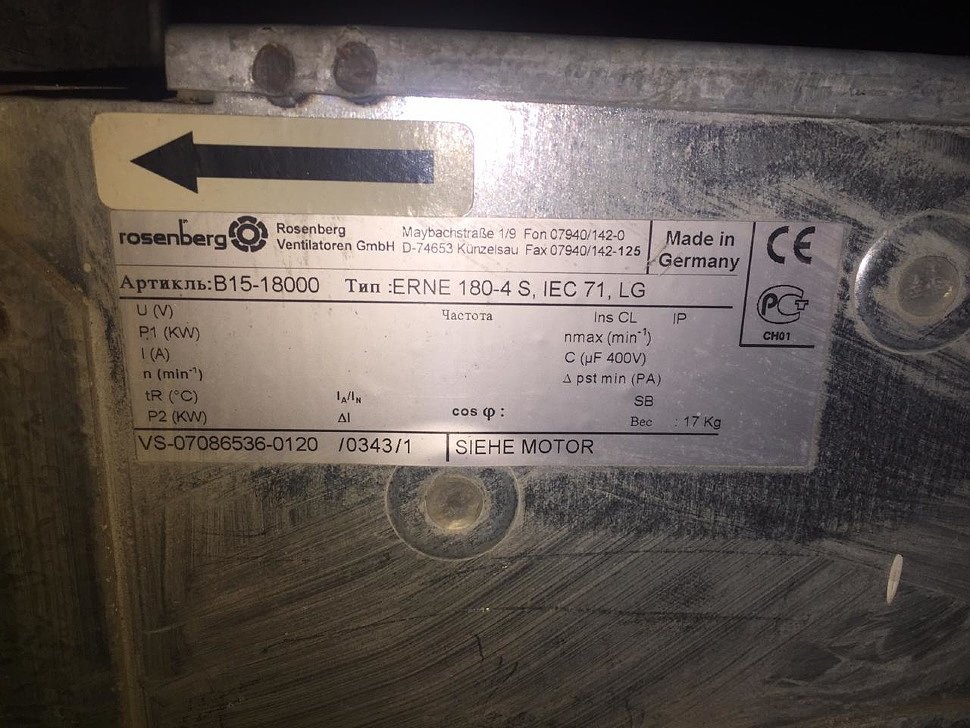 rosenberg
Rosenberg
Ventilatoren GmbH
Maybachstraße 1/9 Fon 07940/142-0
D-74653 Künzelsau Fax 07940/142-125
Made in
Germany
CE
Артикль:B15-18000 Тип :ERNE 180-4 S, IEC 71, LG
РСТ
CH01
U (V) Частота Ins CL IP
P1 (KW) nmax (min-1)
I (A) C (µF 400V)
n (min-1) Δ pst min (PA)
tR (°C) IA/IN SB
P2 (KW) ΔI cos φ : Вес : 17 Kg
VS-07086536-0120 /0343/1 SIEHE MOTOR